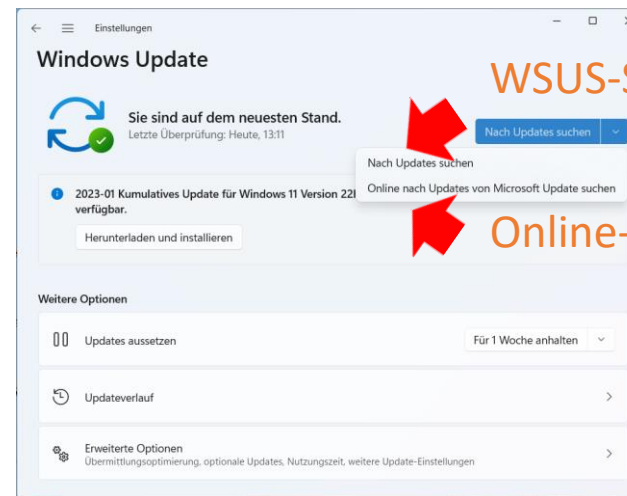 Einstellungen
Windows Update
WSUS-S
Sie sind auf dem neuesten Stand.
Letzte Überprüfung: Heute, 13:11
Nach Updates suchen
Nach Updates suchen
Online nach Updates von Microsoft Update suchen
2023-01 Kumulatives Update für Windows 11 Version 22
verfügbar.
Herunterladen und installieren
Online-
Weitere Optionen
Updates aussetzen
Für 1 Woche anhalten
Updateverlauf
Erweiterte Optionen
Übermittlungsoptimierung, optionale Updates, Nutzungszeit, weitere Update-Einstellungen